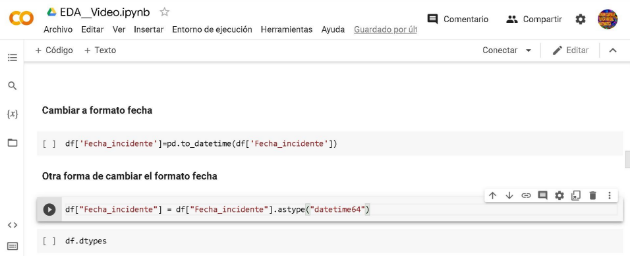 EDA__Video.ipynb
Comentario
Compartir
Archivo Editar Ver Insertar Entorno de ejecución Herramientas Ayuda Guardado por últ
+ Código + Texto
Conectar
Editar
Cambiar a formato fecha
[ ] df['Fecha_incidente']=pd.to_datetime(df['Fecha_incidente'])
Otra forma de cambiar el formato fecha
df["Fecha_incidente"] = df["Fecha_incidente"].astype("datetime64")
[ ] df.dtypes